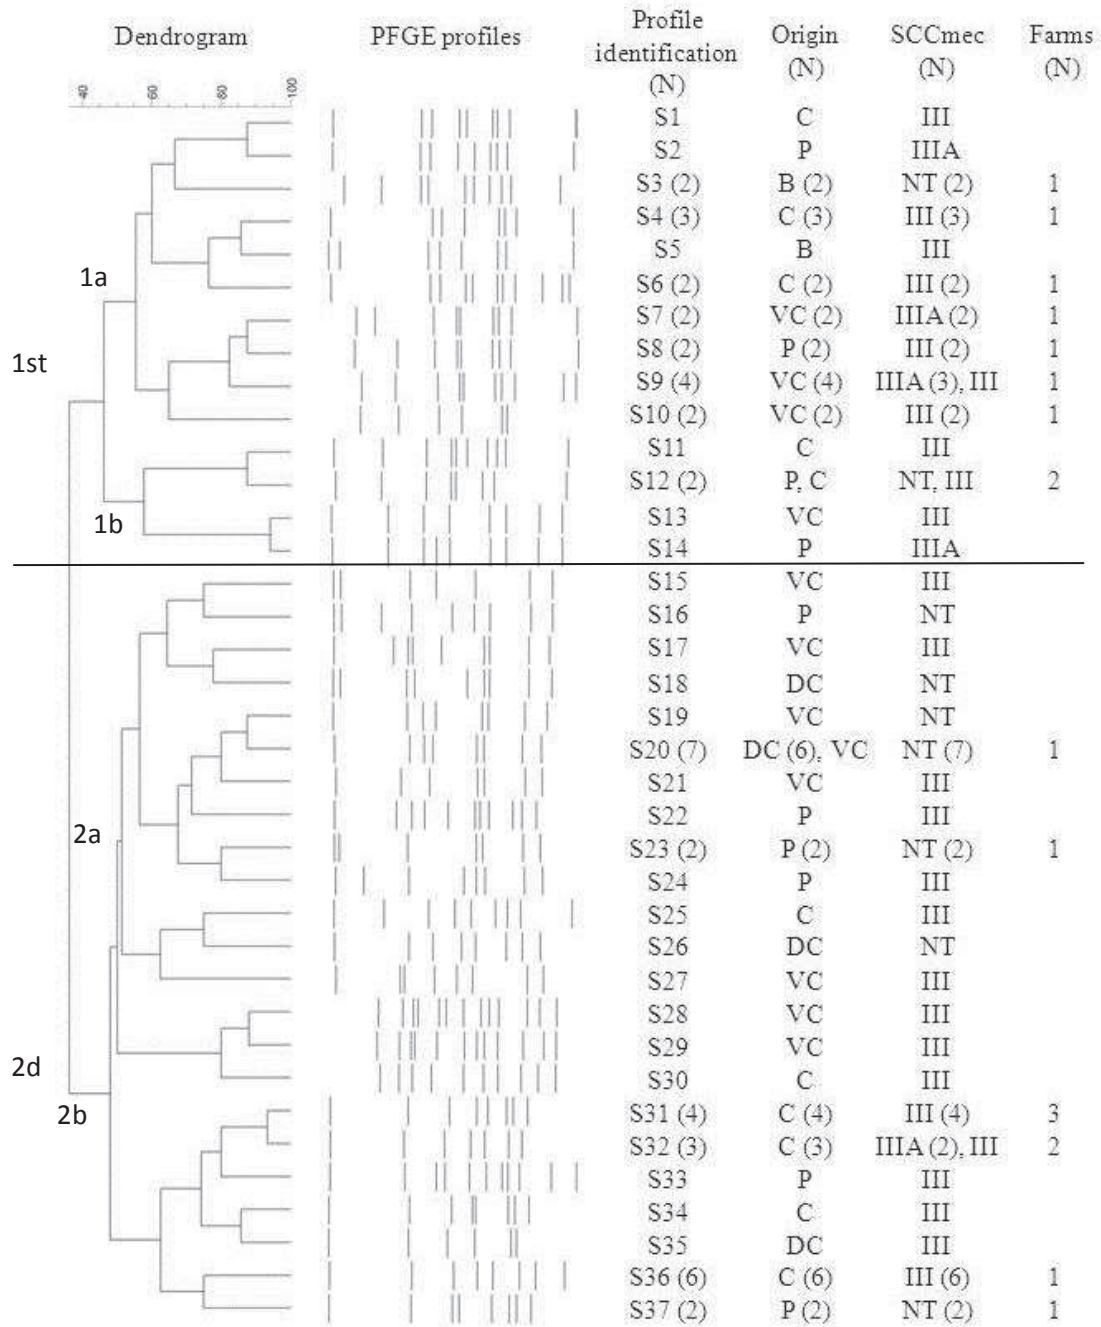 Dendrogram PFGE profiles Profile identification (N) Origin (N) SCCmec (N) Farms (N)
40 60 80 100
S1 C III
S2 P IIIA
S3 (2) B (2) NT (2) 1
S4 (3) C (3) III (3) 1
S5 B III
S6 (2) C (2) III (2) 1
1a
S7 (2) VC (2) IIIA (2) 1
S8 (2) P (2) III (2) 1
1st
S9 (4) VC (4) IIIA (3), III 1
S10 (2) VC (2) III (2) 1
S11 C III
S12 (2) P, C NT, III 2
S13 VC III
1b
S14 P IIIA
S15 VC III
S16 P NT
S17 VC III
S18 DC NT
S19 VC NT
S20 (7) DC (6), VC NT (7) 1
S21 VC III
S22 P III
2a
S23 (2) P (2) NT (2) 1
S24 P III
S25 C III
S26 DC NT
S27 VC III
S28 VC III
S29 VC III
2d
S30 C III
2b
S31 (4) C (4) III (4) 3
S32 (3) C (3) IIIA (2), III 2
S33 P III
S34 C III
S35 DC III
S36 (6) C (6) III (6) 1
S37 (2) P (2) NT (2) 1